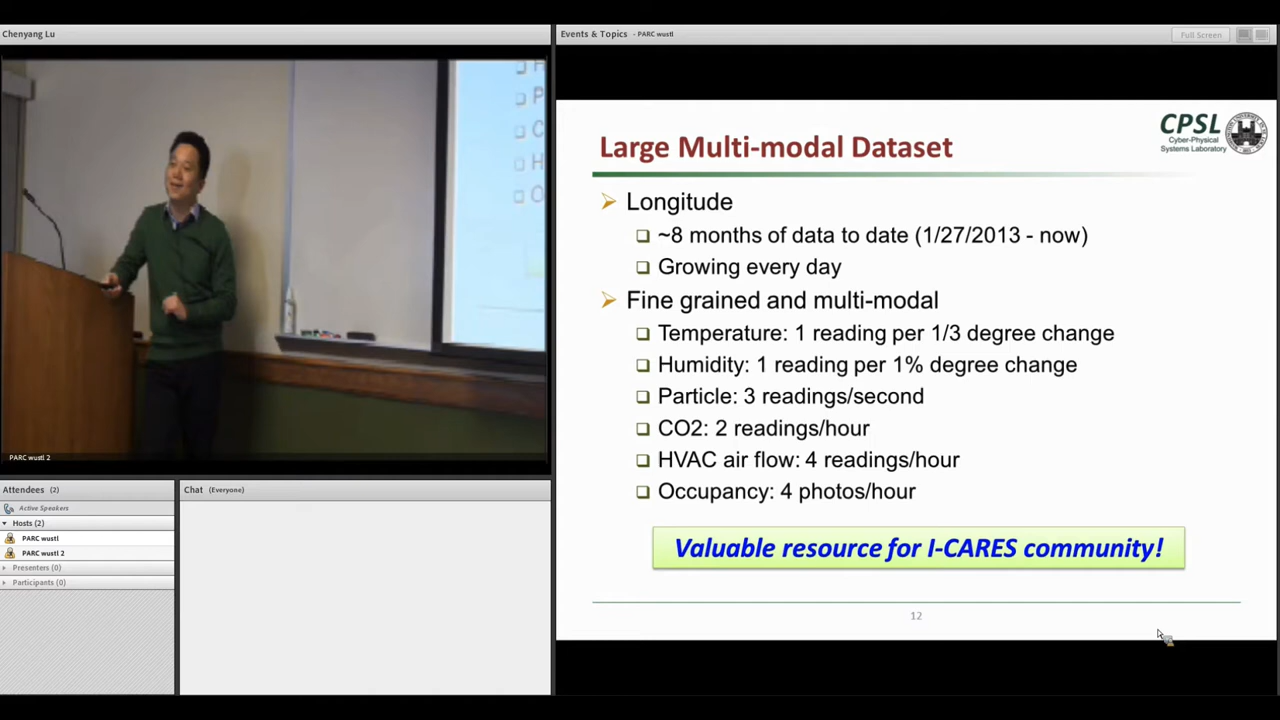 Chenyang Lu
H
P
C
H
O
PARC wustl 2
Attendees (2)
Active Speakers
Hosts (2)
PARC wustl
PARC wustl 2
Presenters (0)
Participants (0)
Chat (Everyone)
Events & Topics - PARC wustl
Full Screen
CPSL
Cyber-Physical
Systems Laboratory
Large Multi-modal Dataset
Longitude
~8 months of data to date (1/27/2013 - now)
Growing every day
Fine grained and multi-modal
Temperature: 1 reading per 1/3 degree change
Humidity: 1 reading per 1% degree change
Particle: 3 readings/second
CO2: 2 readings/hour
HVAC air flow: 4 readings/hour
Occupancy: 4 photos/hour
Valuable resource for I-CARES community!
12